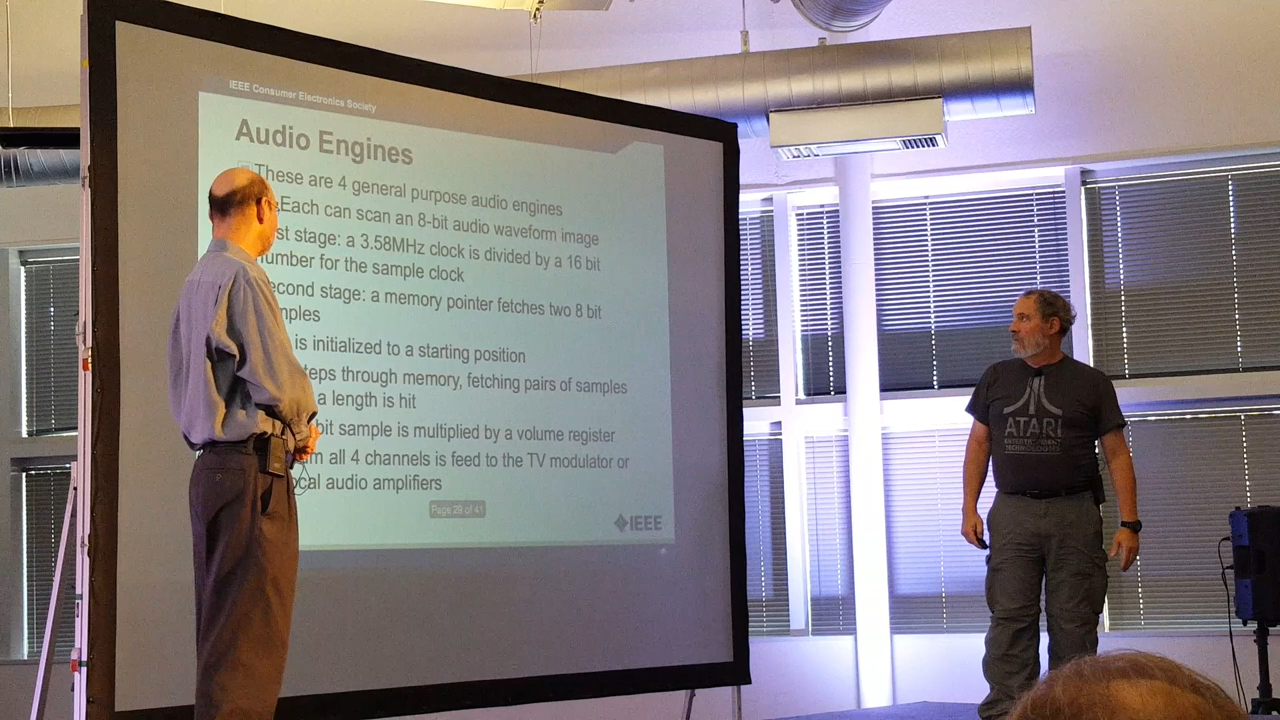 IEEE Consumer Electronics Society
Audio Engines
These are 4 general purpose audio engines
Each can scan an 8-bit audio waveform image
st stage: a 3.58MHz clock is divided by a 16 bit
number for the sample clock
econd stage: a memory pointer fetches two 8 bit
mples
is initialized to a starting position
teps through memory, fetching pairs of samples
a length is hit
bit sample is multiplied by a volume register
m all 4 channels is feed to the TV modulator or
cal audio amplifiers
Page 29 of 41
IEEE
ATARI
ENTERTAINMENT
TECHNOLOGIES